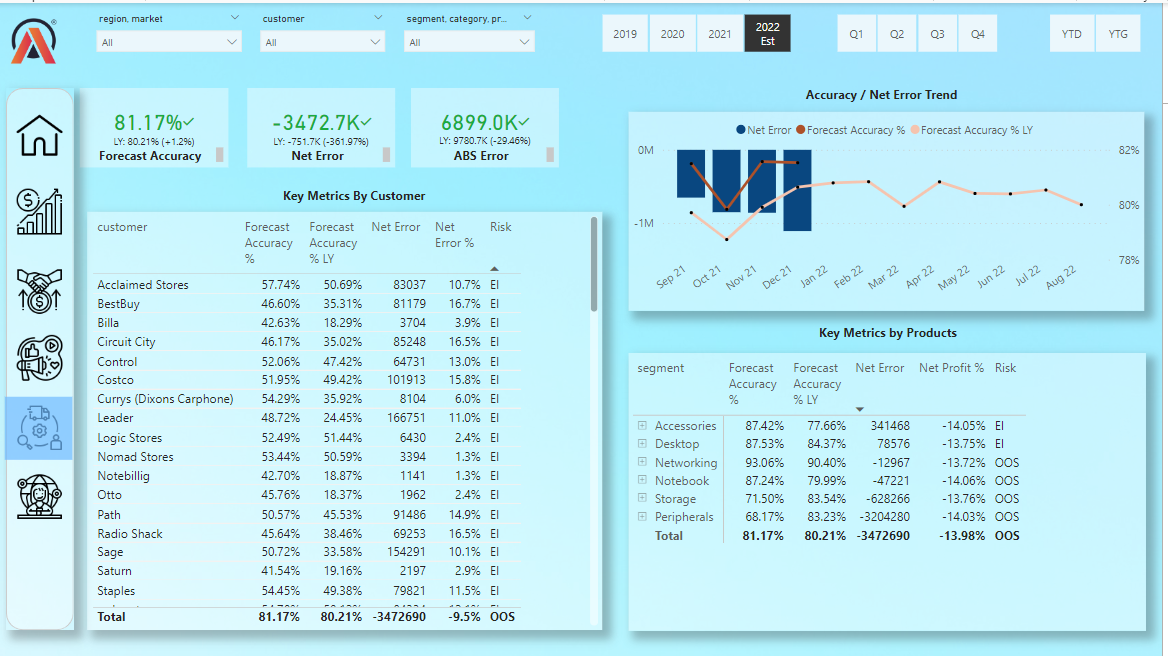 region, market
customer
segment, category, pr...
All
All
All
2019
2020
2021
2022 Est
Q1
Q2
Q3
Q4
YTD
YTG
81.17%✓
LY: 80.21% (+1.2%)
Forecast Accuracy
-3472.7K✓
LY: -751.7K (-361.97%)
Net Error
6899.0K✓
LY: 9780.7K (-29.46%)
ABS Error
Key Metrics By Customer
customer Forecast Accuracy % Forecast Accuracy % LY Net Error Net Error % Risk
Acclaimed Stores 57.74% 50.69% 83037 10.7% EI
BestBuy 46.60% 35.31% 81179 16.7% EI
Billa 42.63% 18.29% 3704 3.9% EI
Circuit City 46.17% 35.02% 85248 16.5% EI
Control 52.06% 47.42% 64731 13.0% EI
Costco 51.95% 49.42% 101913 15.8% EI
Currys (Dixons Carphone) 54.29% 35.92% 8104 6.0% EI
Leader 48.72% 24.45% 166751 11.0% EI
Logic Stores 52.49% 51.44% 6430 2.4% EI
Nomad Stores 53.44% 50.59% 3394 1.3% EI
Notebillig 42.70% 18.87% 1141 1.3% EI
Otto 45.76% 18.37% 1962 2.4% EI
Path 50.57% 45.53% 91486 14.9% EI
Radio Shack 45.64% 38.46% 69253 16.5% EI
Sage 50.72% 33.58% 154291 10.1% EI
Saturn 41.54% 19.16% 2197 2.9% EI
Staples 54.45% 49.38% 79821 11.5% EI
Total 81.17% 80.21% -3472690 -9.5% OOS
Accuracy / Net Error Trend
Net Error Forecast Accuracy % Forecast Accuracy % LY
0M
-1M
82%
80%
78%
Sep 21
Oct 21
Nov 21
Dec 21
Jan 22
Feb 22
Mar 22
Apr 22
May 22
Jun 22
Jul 22
Aug 22
Key Metrics by Products
segment Forecast Accuracy % Forecast Accuracy % LY Net Error Net Profit % Risk
Accessories 87.42% 77.66% 341468 -14.05% EI
Desktop 87.53% 84.37% 78576 -13.75% EI
Networking 93.06% 90.40% -12967 -13.72% OOS
Notebook 87.24% 79.99% -47221 -14.06% OOS
Storage 71.50% 83.54% -628266 -13.76% OOS
Peripherals 68.17% 83.23% -3204280 -14.03% OOS
Total 81.17% 80.21% -3472690 -13.98% OOS